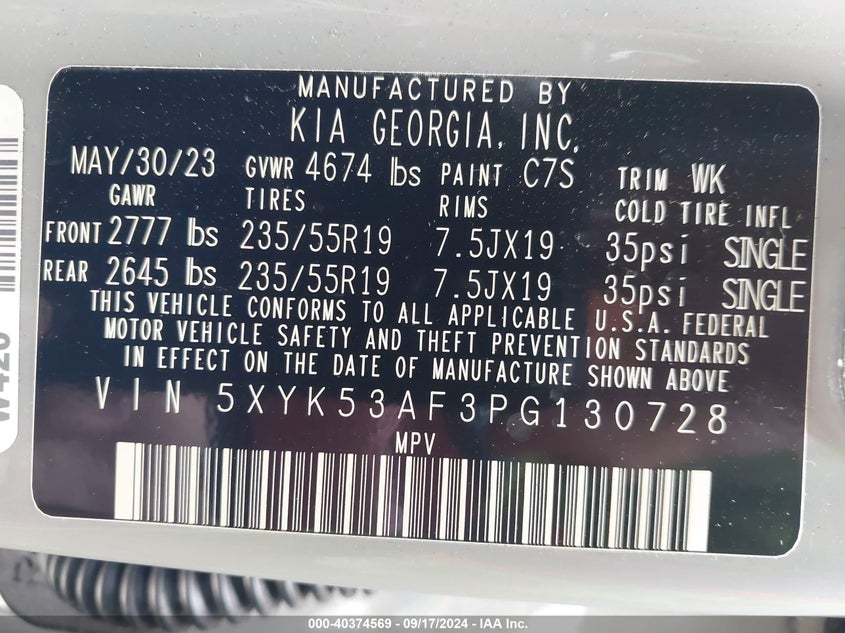 MANUFACTURED BY
KIA GEORGIA, INC.
MAY/30/23 GVWR 4674 lbs PAINT C7S TRIM WK
GAWR TIRES RIMS COLD TIRE INFL
FRONT 2777 lbs 235/55R19 7.5JX19 35psi SINGLE
REAR 2645 lbs 235/55R19 7.5JX19 35psi SINGLE
THIS VEHICLE CONFORMS TO ALL APPLICABLE U.S.A. FEDERAL
MOTOR VEHICLE SAFETY AND THEFT PREVENTION STANDARDS
IN EFFECT ON THE DATE OF MANUFACTURE SHOWN ABOVE
VIN 5XYK53AF3PG130728
MPV
000-40374569 - 09/17/2024 - IAA Inc.